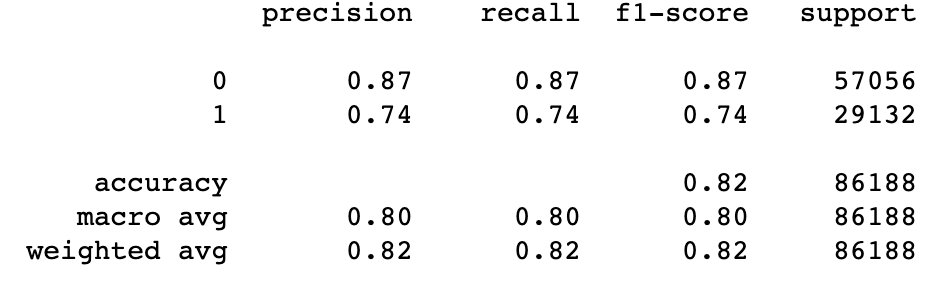 precision recall f1-score support
0 0.87 0.87 0.87 57056
1 0.74 0.74 0.74 29132
accuracy 0.82 86188
macro avg 0.80 0.80 0.80 86188
weighted avg 0.82 0.82 0.82 86188